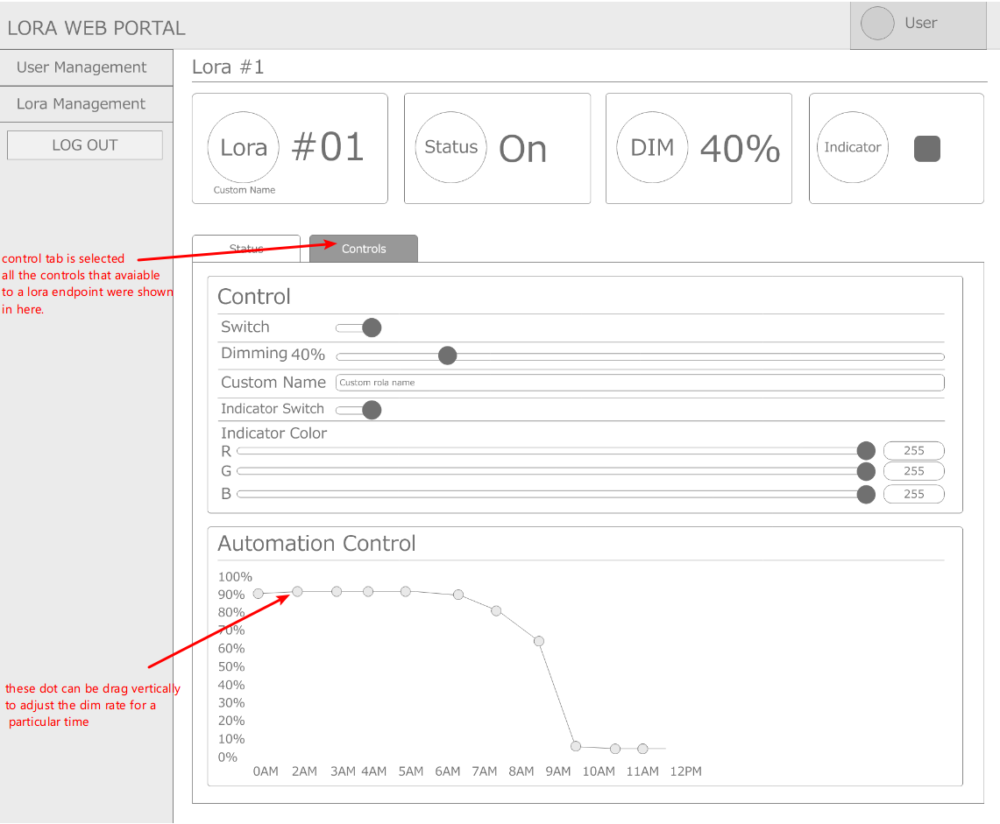 LORA WEB PORTAL
User
User Management
Lora Management
LOG OUT
Lora #1
Lora
#01
Custom Name
Status
On
DIM
40%
Indicator
Status
Controls
control tab is selected
all the controls that avaiable
to a lora endpoint were shown
in here.
Control
Switch
Dimming 40%
Custom Name
Custom rola name
Indicator Switch
Indicator Color
R
255
G
255
B
255
Automation Control
100%
90%
80%
70%
60%
50%
40%
30%
20%
10%
0%
0AM 2AM 3AM 4AM 5AM 6AM 7AM 8AM 9AM 10AM 11AM 12PM
these dot can be drag vertically
to adjust the dim rate for a
particular time